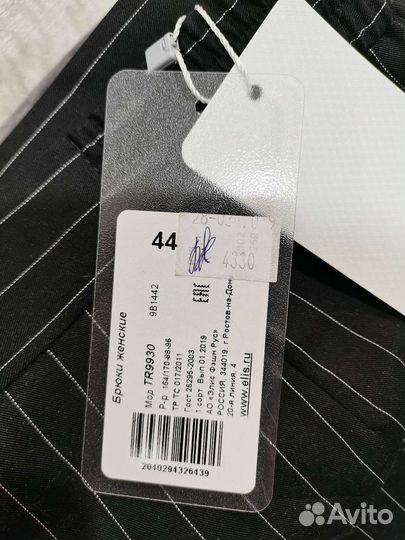 44
4330
Брюки женские
Мод TR9930
9В1442
Р-р 164/170-88-96
ТР ТС 017/2011
Гост 25295-2003
1 сорт Вып 01.2019
АО «Элис Фэшн Рус»
РОССИЯ, 344019, г Ростов-на-Дону
20-я линия, 4
www.elis.ru
ЕАС
2040294326439
Avito